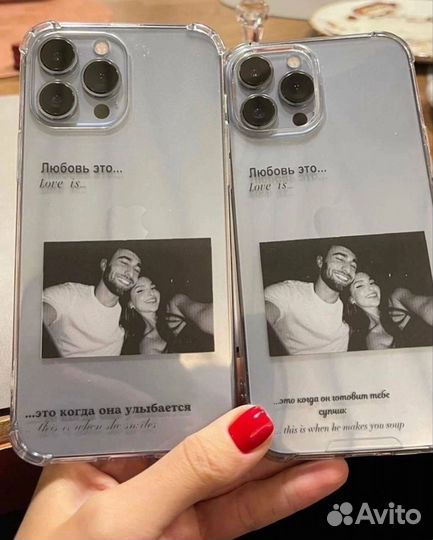 Любовь это...
Love is...
...это когда она улыбается
this is when she smiles
Любовь это...
Love is...
...это когда он готовит тебе
супчик
... this is when he makes you soup
Avito